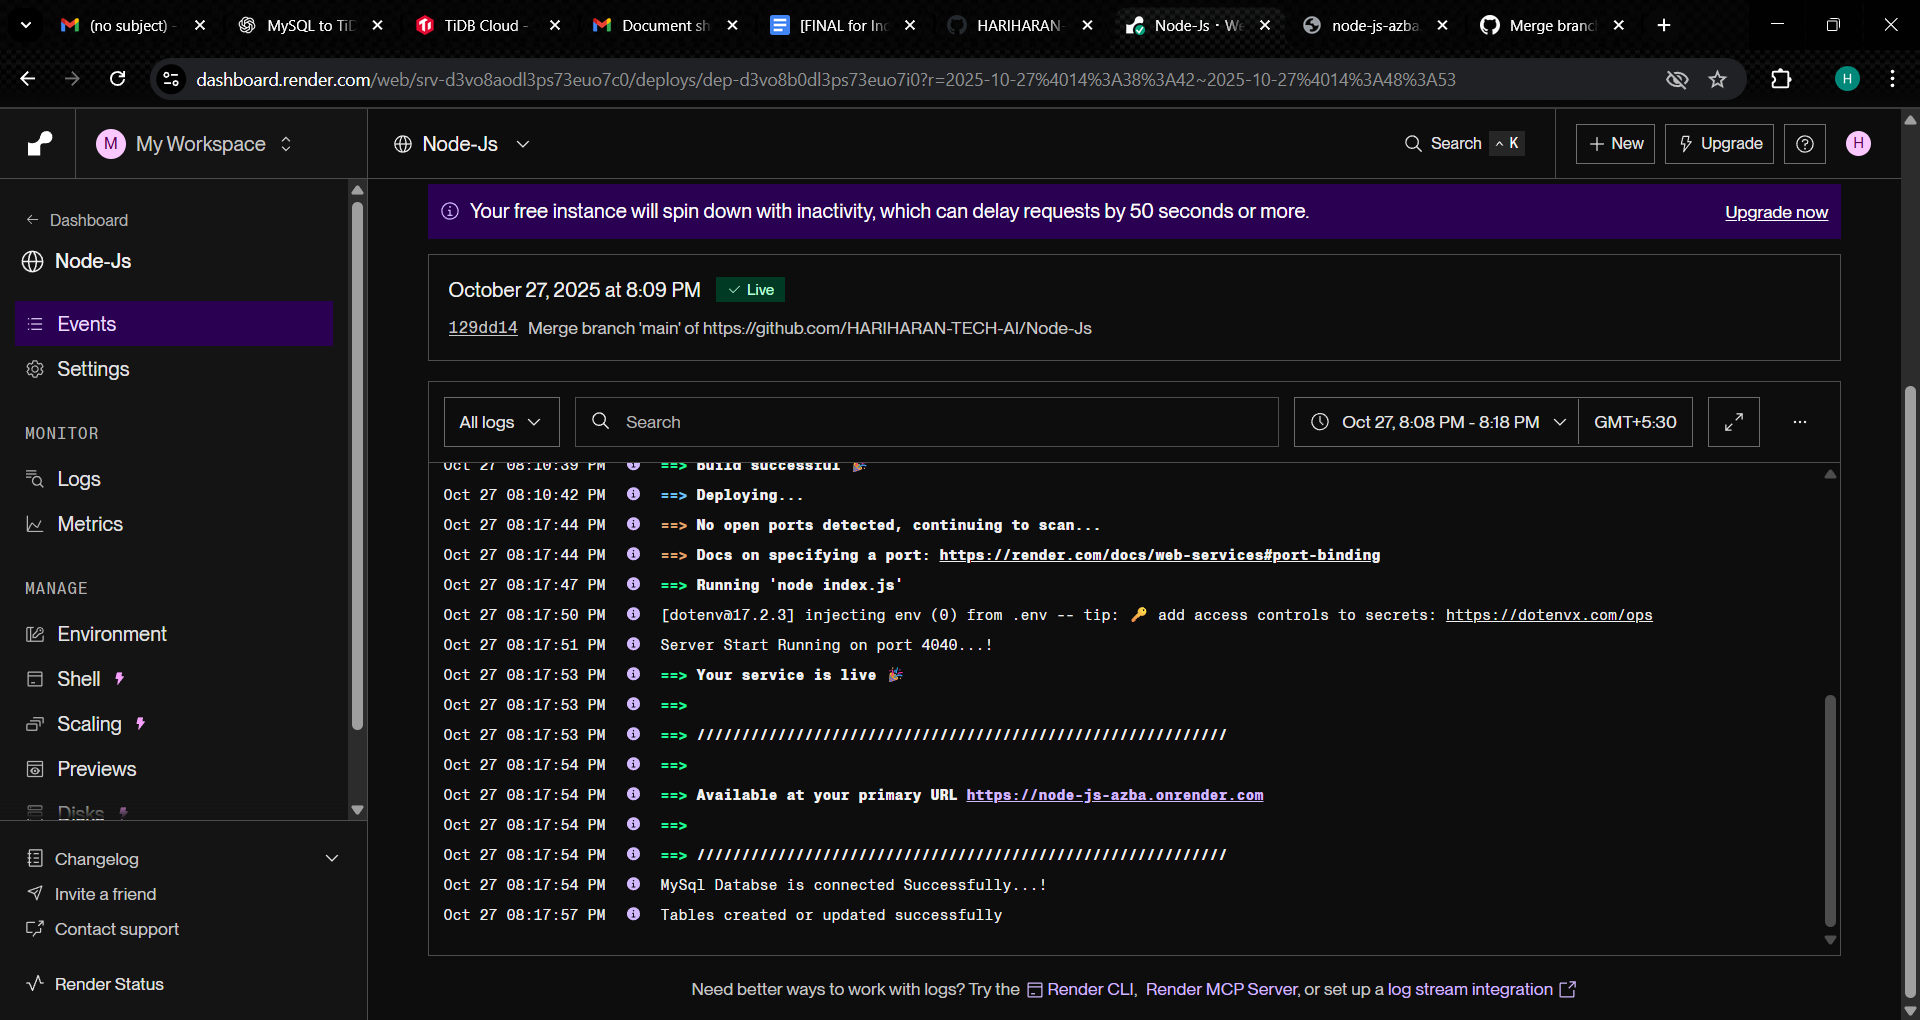 (no subject) -
MySQL to TiD
TiDB Cloud -
Document sh
[FINAL for In
HARIHARAN-
Node-Js · We
node-js-azba.
Merge branc
dashboard.render.com/web/srv-d3vo8aodl3ps73euo7c0/deploys/dep-d3vo8b0dl3ps73euo7i0?r=2025-10-27%4014%3A38%3A42~2025-10-27%4014%3A48%3A53
H
M My Workspace
Node-Js
Search ^ K
+ New
Upgrade
H
← Dashboard
Node-Js
Events
Settings
MONITOR
Logs
Metrics
MANAGE
Environment
Shell
Scaling
Previews
Disks
Changelog
Invite a friend
Contact support
Render Status
Your free instance will spin down with inactivity, which can delay requests by 50 seconds or more.
Upgrade now
October 27, 2025 at 8:09 PM ✓ Live
129dd14 Merge branch 'main' of https://github.com/HARIHARAN-TECH-AI/Node-Js
All logs
Search
Oct 27, 8:08 PM - 8:18 PM
GMT+5:30
Oct 27 08:10:39 PM ==> Build successful 🎉
Oct 27 08:10:42 PM ==> Deploying...
Oct 27 08:17:44 PM ==> No open ports detected, continuing to scan...
Oct 27 08:17:44 PM ==> Docs on specifying a port: https://render.com/docs/web-services#port-binding
Oct 27 08:17:47 PM ==> Running 'node index.js'
Oct 27 08:17:50 PM [dotenv@17.2.3] injecting env (0) from .env -- tip: 🔑 add access controls to secrets: https://dotenvx.com/ops
Oct 27 08:17:51 PM Server Start Running on port 4040...!
Oct 27 08:17:53 PM ==> Your service is live 🎉
Oct 27 08:17:53 PM ==>
Oct 27 08:17:53 PM ==> ///////////////////////////////////////////////////////////
Oct 27 08:17:54 PM ==>
Oct 27 08:17:54 PM ==> Available at your primary URL https://node-js-azba.onrender.com
Oct 27 08:17:54 PM ==>
Oct 27 08:17:54 PM ==> ///////////////////////////////////////////////////////////
Oct 27 08:17:54 PM MySql Databse is connected Successfully...!
Oct 27 08:17:57 PM Tables created or updated successfully
Need better ways to work with logs? Try the Render CLI, Render MCP Server, or set up a log stream integration